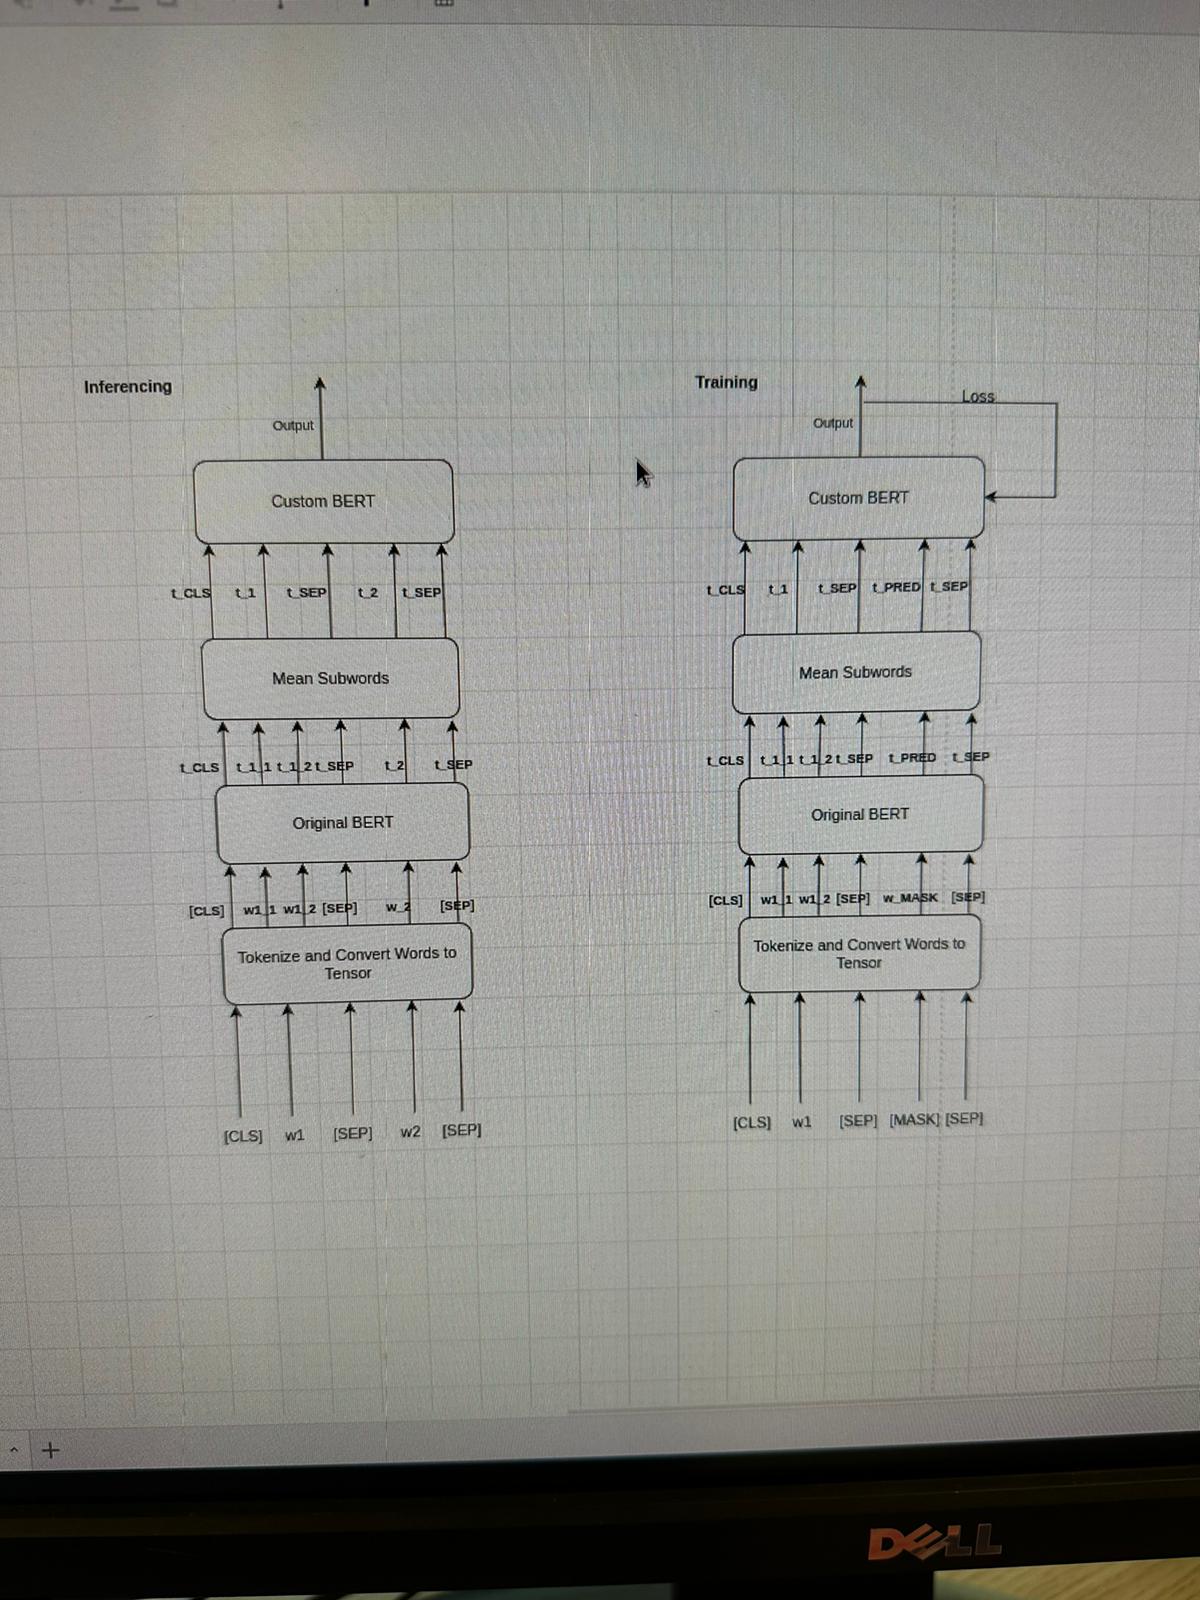 Inferencing
Output
Custom BERT
t_CLS t_1 t_SEP t_2 t_SEP
Mean Subwords
t_CLS t_1_1 t_1_2 t_SEP t_2 t_SEP
Original BERT
[CLS] w1_1 w1_2 [SEP] w_2 [SEP]
Tokenize and Convert Words to
Tensor
[CLS] w1 [SEP] w2 [SEP]
Training
Loss
Output
Custom BERT
t_CLS t_1 t_SEP t_PRED t_SEP
Mean Subwords
t_CLS t_1_1 t_1_2 t_SEP t_PRED t_SEP
Original BERT
[CLS] w1_1 w1_2 [SEP] w_MASK [SEP]
Tokenize and Convert Words to
Tensor
[CLS] w1 [SEP] [MASK] [SEP]
DELL